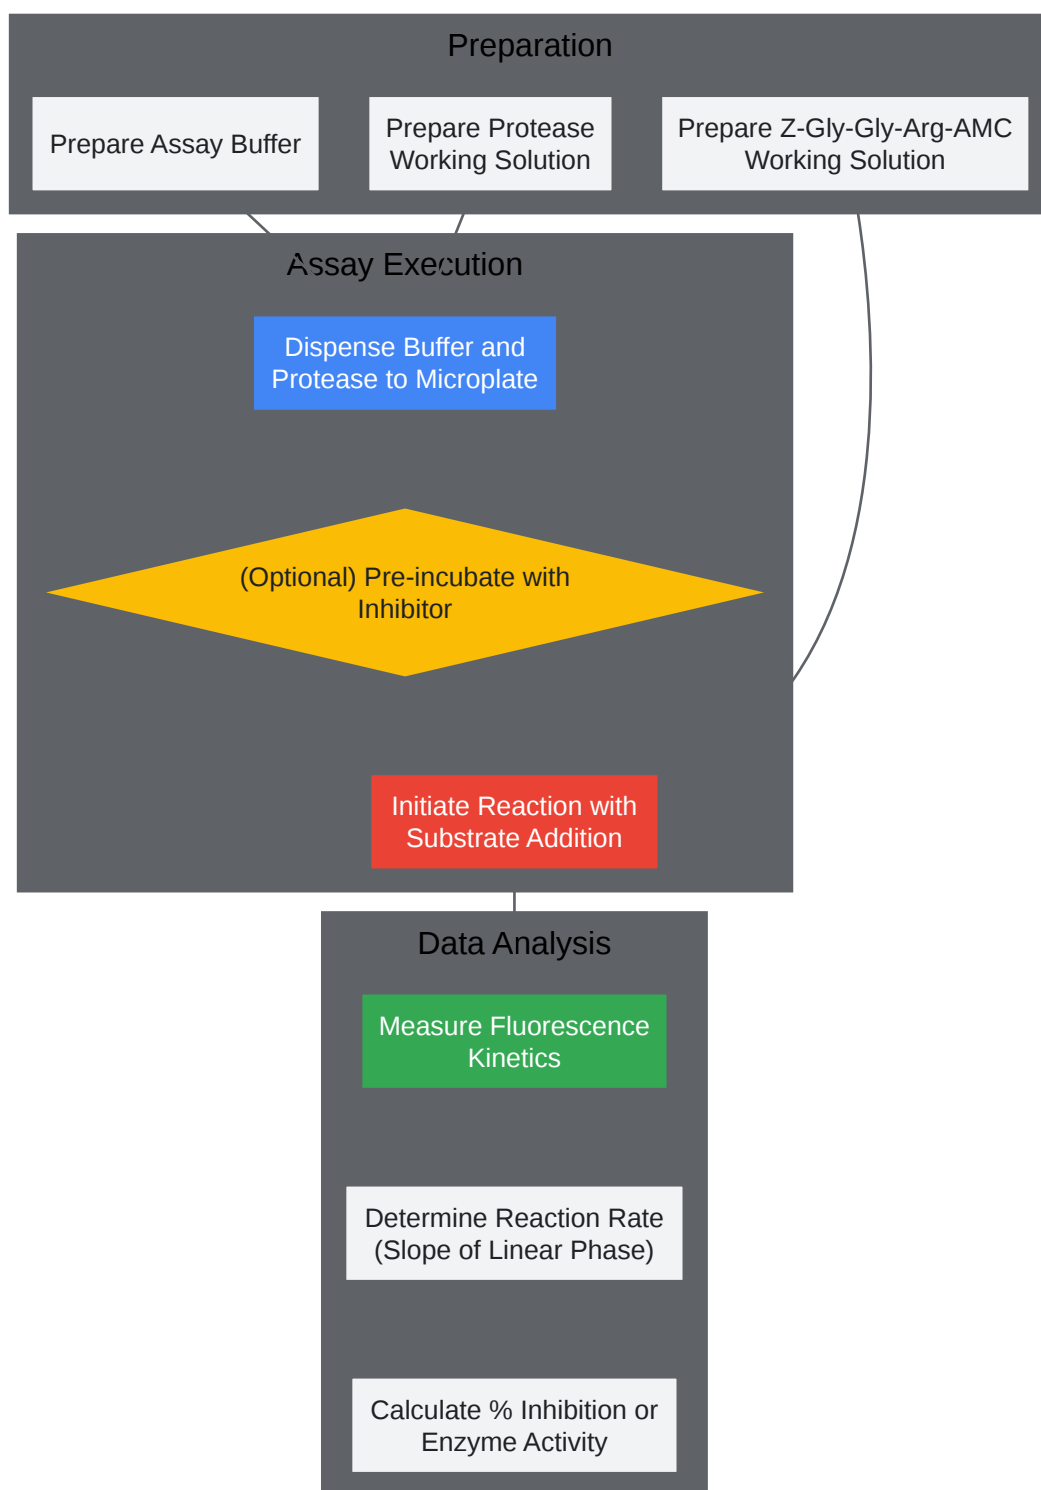 Preparation
Prepare Assay Buffer
Prepare Protease
Working Solution
Prepare Z-Gly-Gly-Arg-AMC
Working Solution
Assay Execution
Dispense Buffer and
Protease to Microplate
(Optional) Pre-incubate with
Inhibitor
Initiate Reaction with
Substrate Addition
Data Analysis
Measure Fluorescence
Kinetics
Determine Reaction Rate
(Slope of Linear Phase)
Calculate % Inhibition or
Enzyme Activity